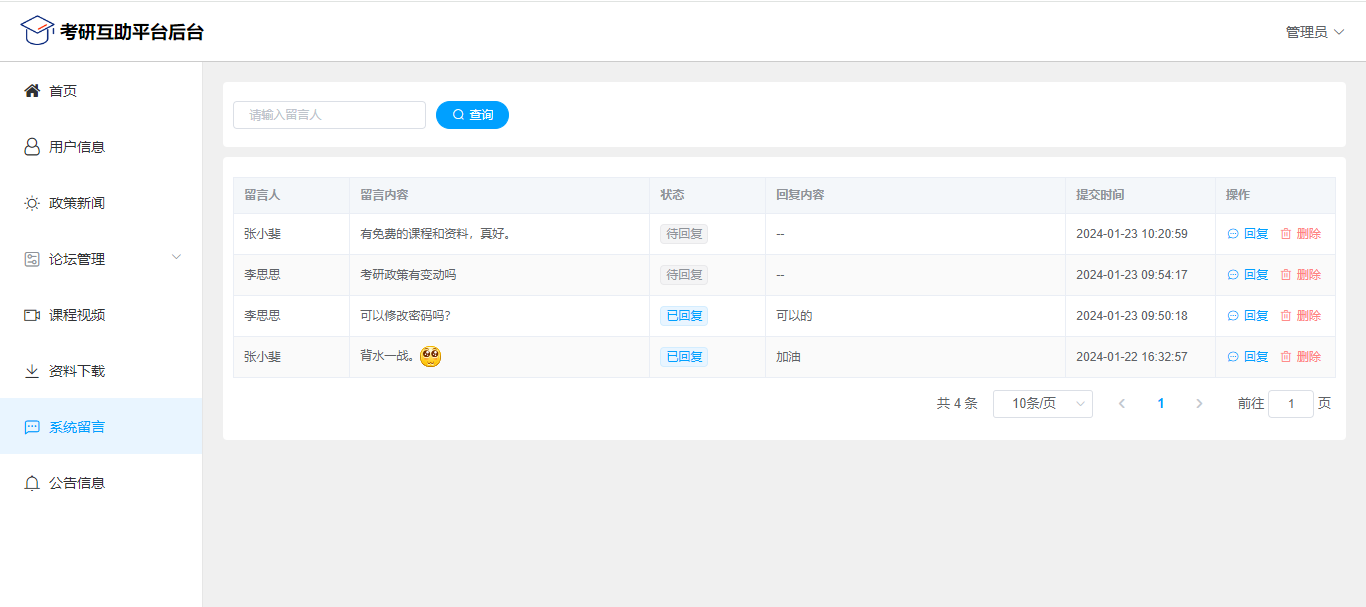 考研互助平台后台
管理员
首页
用户信息
政策新闻
论坛管理
课程视频
资料下载
系统留言
公告信息
请输入留言人 查询
留言人 留言内容 状态 回复内容 提交时间 操作
张小斐 有免费的课程和资料，真好。 待回复 -- 2024-01-23 10:20:59 回复 删除
李思思 考研政策有变动吗 待回复 -- 2024-01-23 09:54:17 回复 删除
李思思 可以修改密码吗? 已回复 可以的 2024-01-23 09:50:18 回复 删除
张小斐 背水一战。 已回复 加油 2024-01-22 16:32:57 回复 删除
共 4 条 10条/页 1 前往 1 页